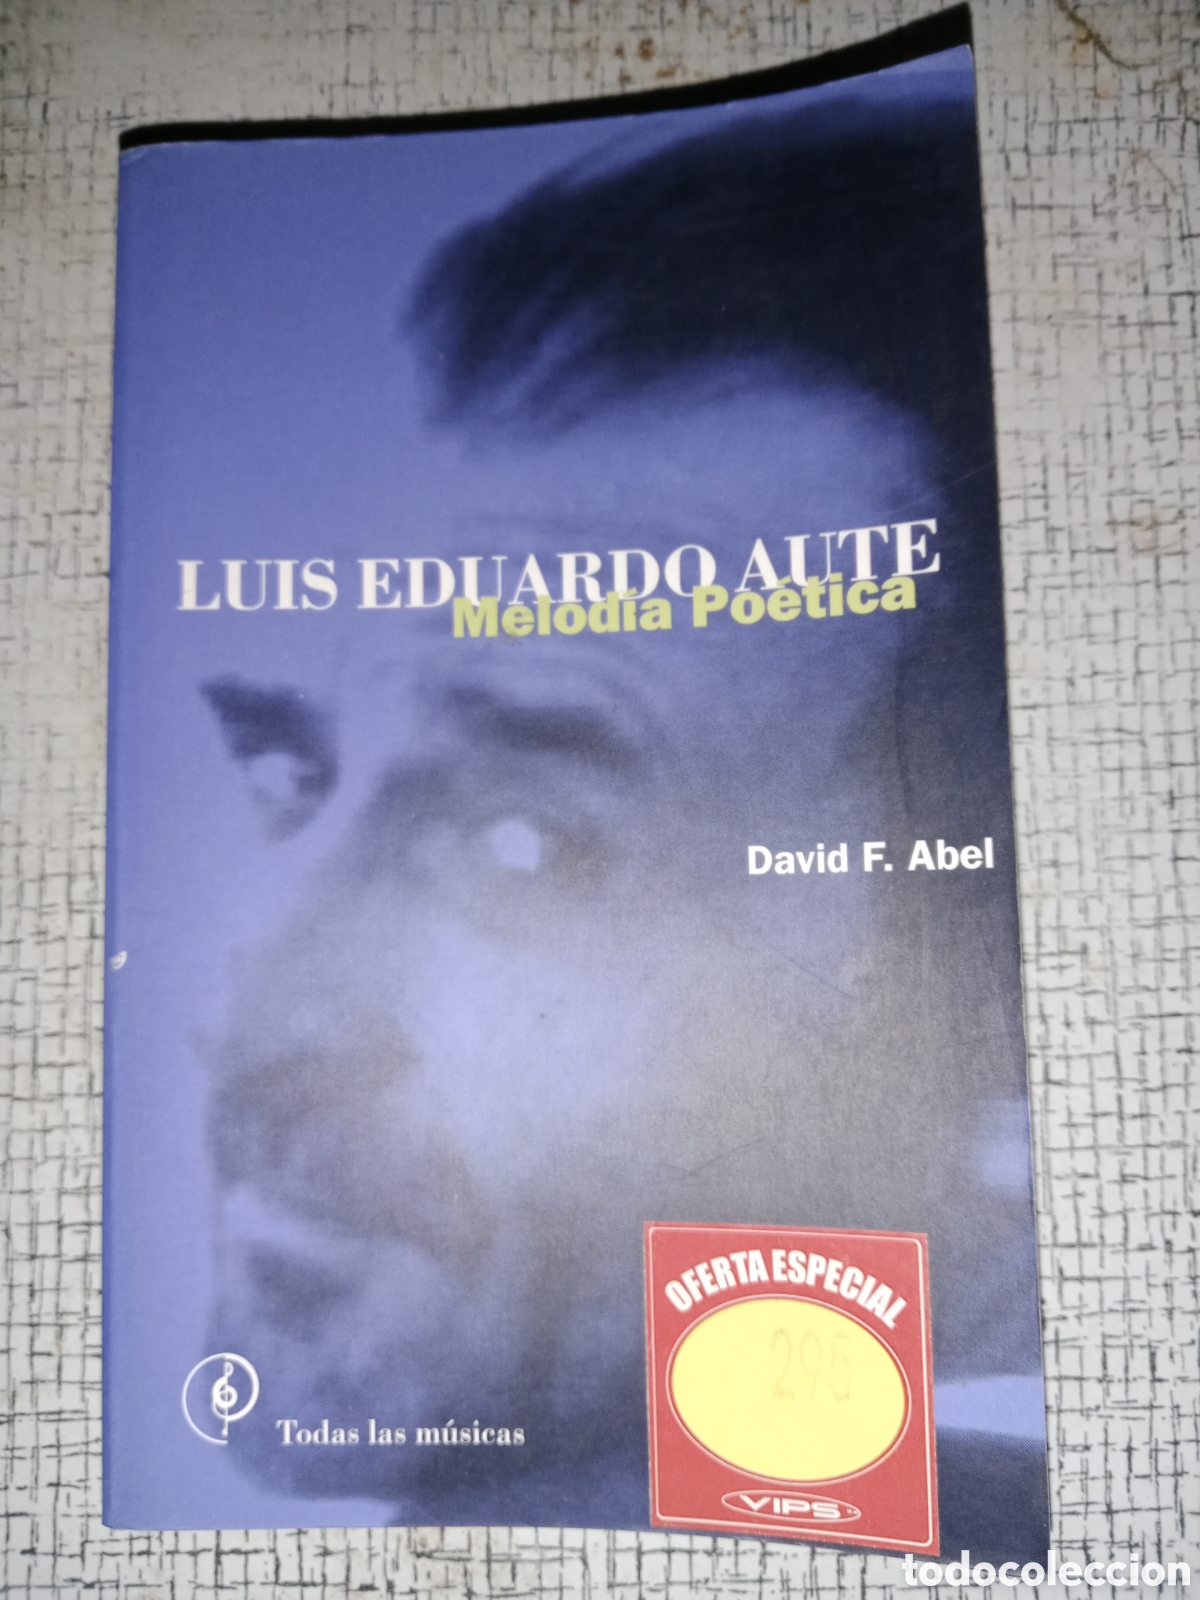 LUIS EDUARDO AUTE
Melodía Poética
David F. Abel
Todas las músicas
OFERTA ESPECIAL
295
VIPS
todocoleccion